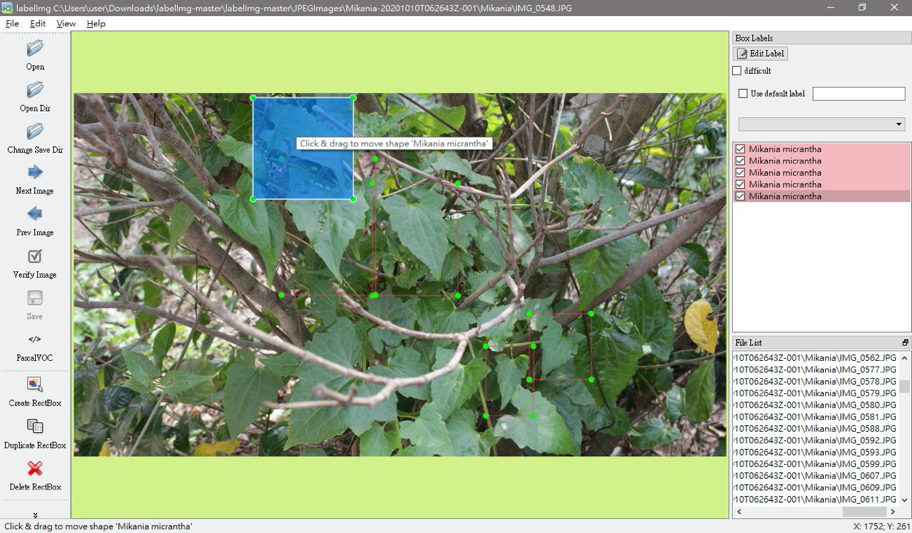 labelImg C:\Users\user\Downloads\labelImg-master\labelImg-master\JPEGImages\Mikania-20201010T062643Z-001\Mikania\IMG_0548.JPG
File Edit View Help
Open
Open Dir
Change Save Dir
Next Image
Prev Image
Verify Image
Save
</>
PascalVOC
Create RectBox
Duplicate RectBox
Delete RectBox
Click & drag to move shape 'Mikania micrantha'
Box Labels
Edit Label
difficult
Use default label
Mikania micrantha
Mikania micrantha
Mikania micrantha
Mikania micrantha
Mikania micrantha
File List
10T062643Z-001\Mikania\IMG_0562.JPG
10T062643Z-001\Mikania\IMG_0577.JPG
10T062643Z-001\Mikania\IMG_0578.JPG
10T062643Z-001\Mikania\IMG_0579.JPG
10T062643Z-001\Mikania\IMG_0580.JPG
10T062643Z-001\Mikania\IMG_0581.JPG
10T062643Z-001\Mikania\IMG_0588.JPG
10T062643Z-001\Mikania\IMG_0592.JPG
10T062643Z-001\Mikania\IMG_0593.JPG
10T062643Z-001\Mikania\IMG_0599.JPG
10T062643Z-001\Mikania\IMG_0607.JPG
10T062643Z-001\Mikania\IMG_0609.JPG
10T062643Z-001\Mikania\IMG_0611.JPG
Click & drag to move shape 'Mikania micrantha'
X: 1752; Y: 261